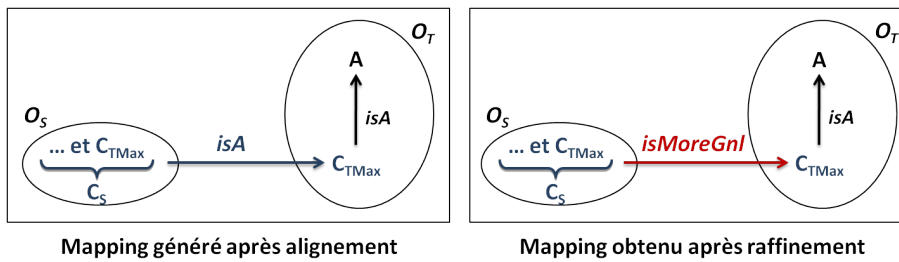 O_T
A
isA
O_S
... et C_TMax
isA
C_TMax
C_S
Mapping généré après alignement
O_T
A
isA
O_S
... et C_TMax
isMoreGnl
C_TMax
C_S
Mapping obtenu après raffinement